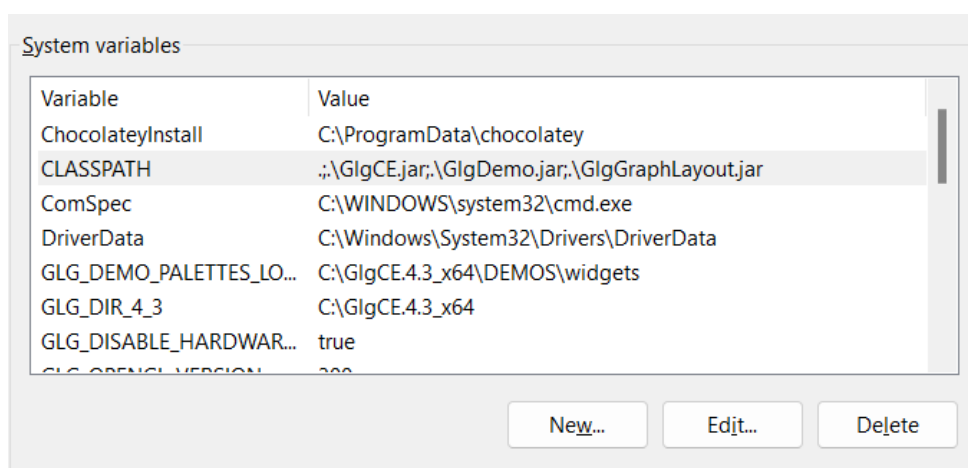 System variables
Variable Value
ChocolateyInstall C:\ProgramData\chocolatey
CLASSPATH .;.\GlgCE.jar;.\GlgDemo.jar;.\GlgGraphLayout.jar
ComSpec C:\WINDOWS\system32\cmd.exe
DriverData C:\Windows\System32\Drivers\DriverData
GLG_DEMO_PALETTES_LO... C:\GlgCE.4.3_x64\DEMOS\widgets
GLG_DIR_4_3 C:\GlgCE.4.3_x64
GLG_DISABLE_HARDWAR... true
New... Edit... Delete